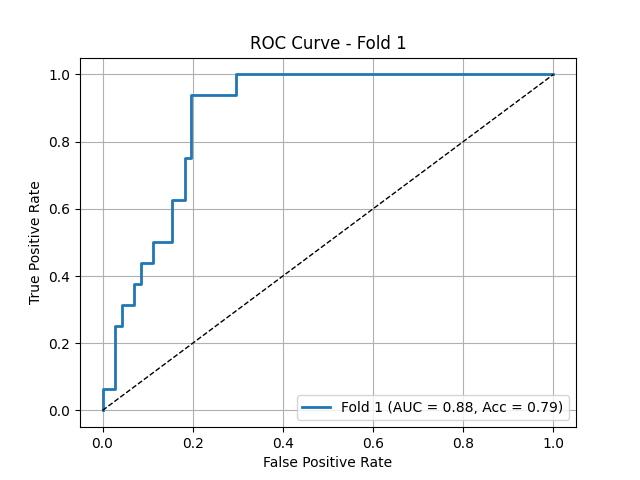 ROC Curve - Fold 1
1.0
0.8
0.6
0.4
0.2
0.0
True Positive Rate
Fold 1 (AUC = 0.88, Acc = 0.79)
0.0 0.2 0.4 0.6 0.8 1.0
False Positive Rate